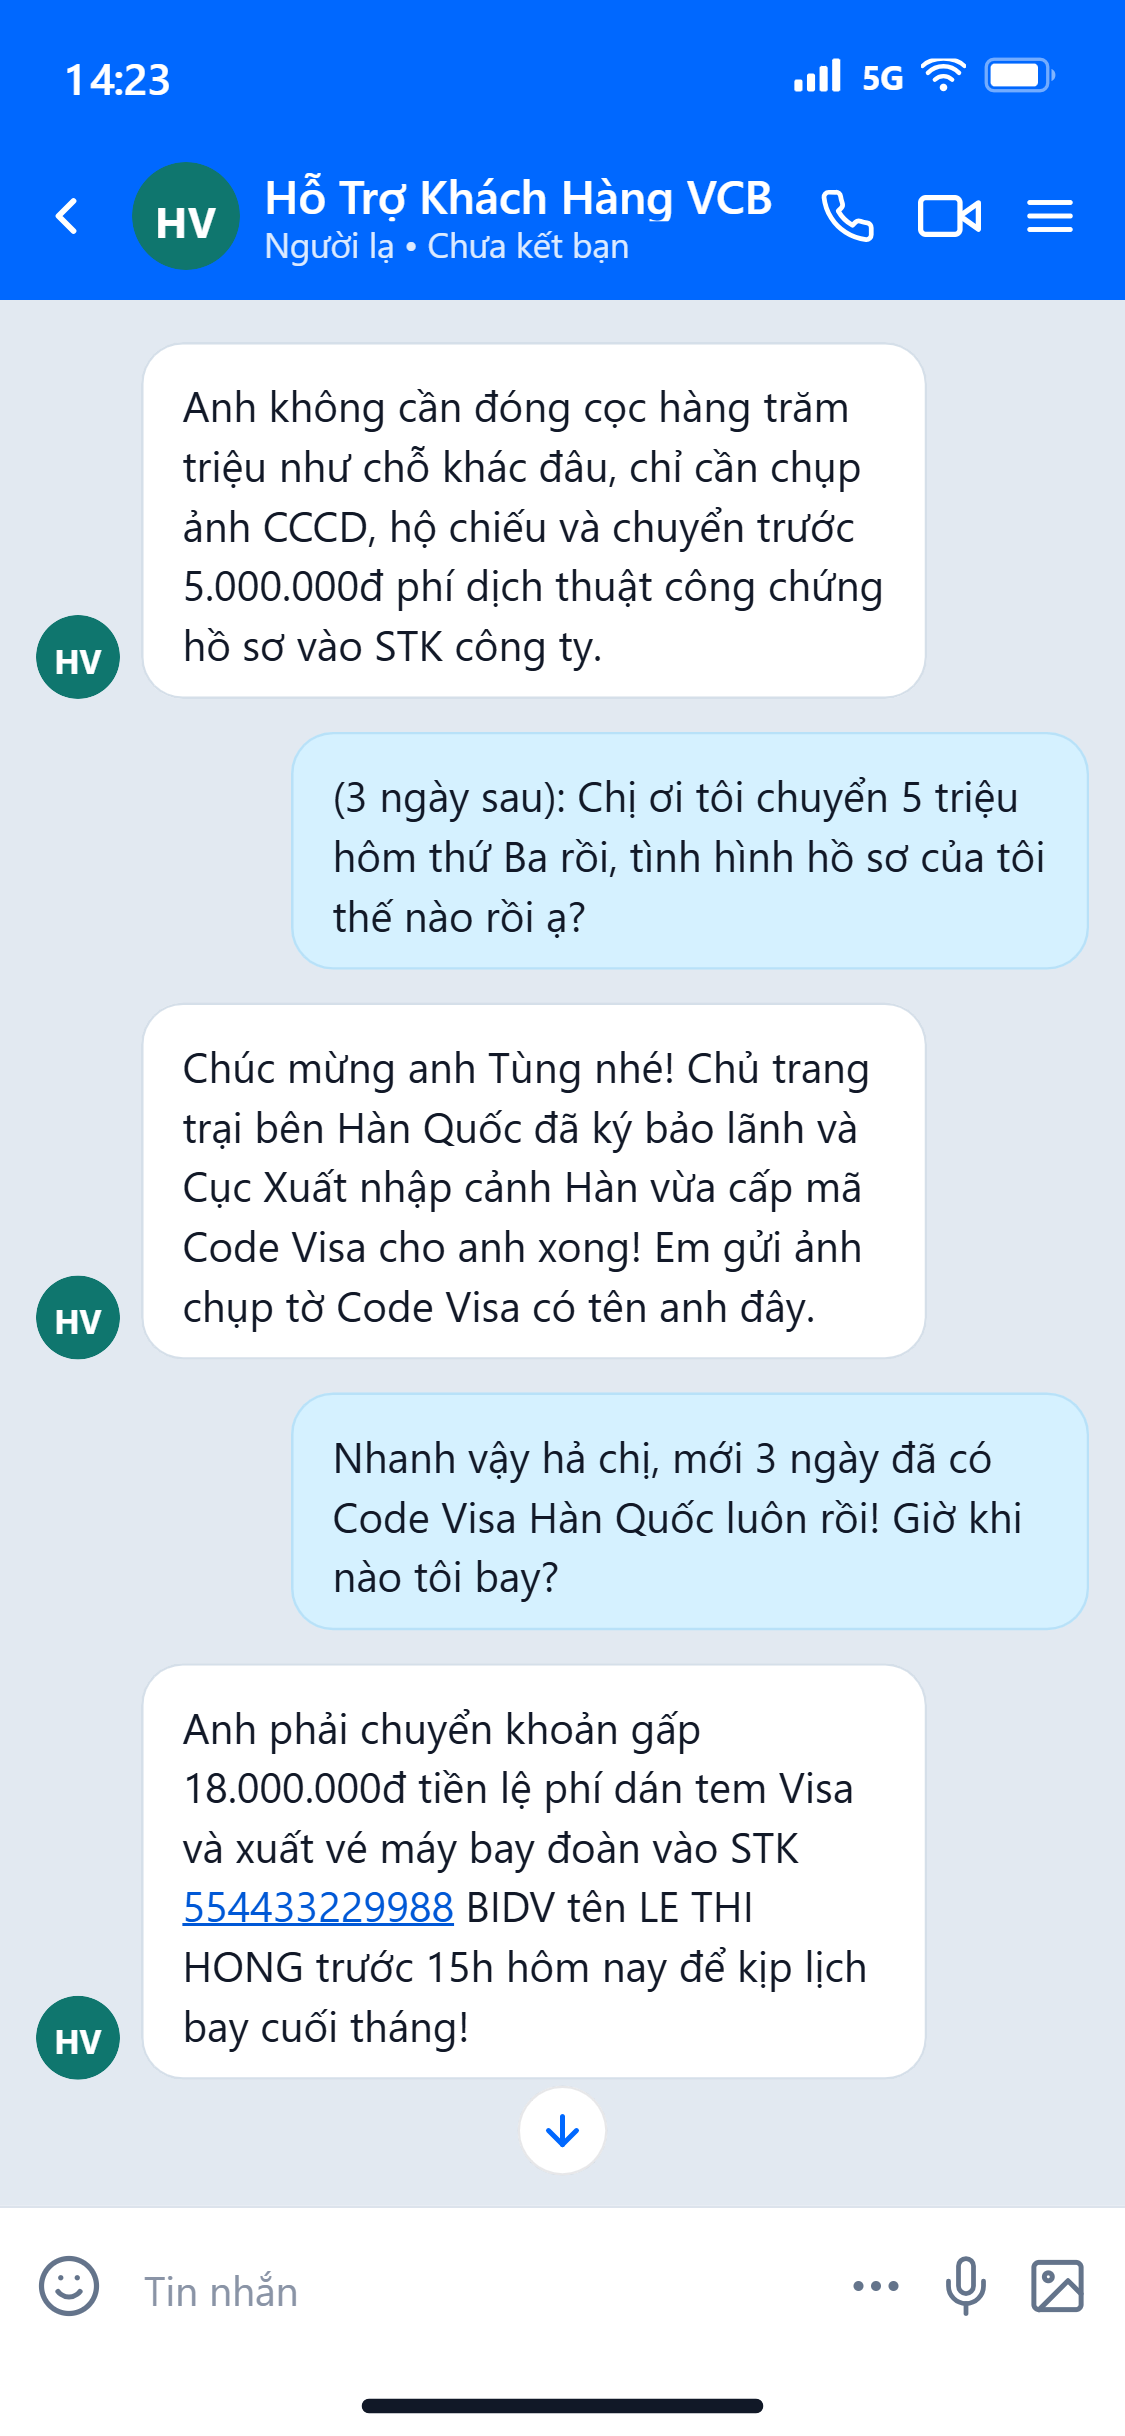 14:23
5G
HV
Hỗ Trợ Khách Hàng VCB
Người lạ • Chưa kết bạn
Anh không cần đóng cọc hàng trăm
triệu như chỗ khác đâu, chỉ cần chụp
ảnh CCCD, hộ chiếu và chuyển trước
5.000.000đ phí dịch thuật công chứng
hồ sơ vào STK công ty.
HV
(3 ngày sau): Chị ơi tôi chuyển 5 triệu
hôm thứ Ba rồi, tình hình hồ sơ của tôi
thế nào rồi ạ?
Chúc mừng anh Tùng nhé! Chủ trang
trại bên Hàn Quốc đã ký bảo lãnh và
Cục Xuất nhập cảnh Hàn vừa cấp mã
Code Visa cho anh xong! Em gửi ảnh
chụp tờ Code Visa có tên anh đây.
HV
Nhanh vậy hả chị, mới 3 ngày đã có
Code Visa Hàn Quốc luôn rồi! Giờ khi
nào tôi bay?
Anh phải chuyển khoản gấp
18.000.000đ tiền lệ phí dán tem Visa
và xuất vé máy bay đoàn vào STK
554433229988 BIDV tên LE THI
HONG trước 15h hôm nay để kịp lịch
bay cuối tháng!
HV
Tin nhắn